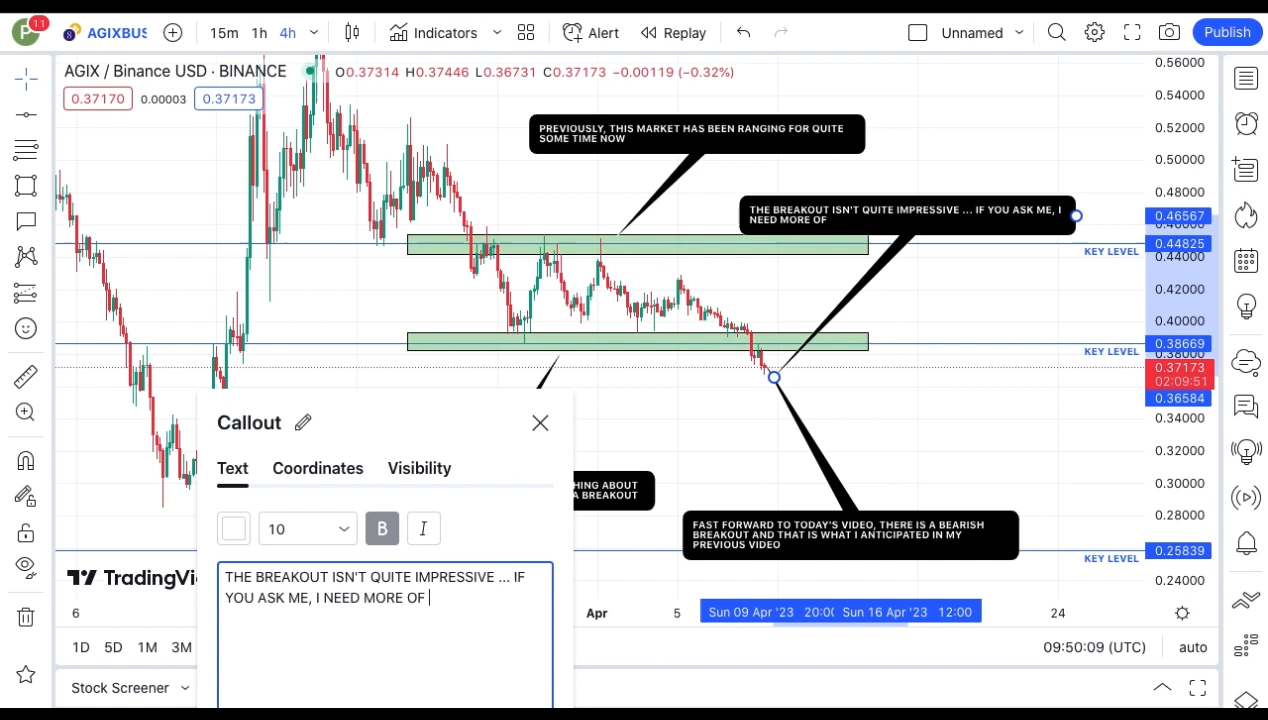 P
11
AGIXBUS
15m 1h 4h
Indicators
Alert
Replay
Unnamed
Publish
AGIX / Binance USD · BINANCE
O0.37314 H0.37446 L0.36731 C0.37173 −0.00119 (−0.32%)
0.37170 0.00003 0.37173
PREVIOUSLY, THIS MARKET HAS BEEN RANGING FOR QUITE
SOME TIME NOW
THE BREAKOUT ISN'T QUITE IMPRESSIVE ... IF YOU ASK ME, I
NEED MORE OF
KEY LEVEL
KEY LEVEL
HING ABOUT
A BREAKOUT
FAST FORWARD TO TODAY'S VIDEO, THERE IS A BEARISH
BREAKOUT AND THAT IS WHAT I ANTICIPATED IN MY
PREVIOUS VIDEO
KEY LEVEL
0.56000
0.54000
0.52000
0.50000
0.48000
0.46567
0.46000
0.44825
0.44000
0.42000
0.40000
0.38669
0.38000
0.37173
02:09:51
0.36584
0.34000
0.32000
0.30000
0.28000
0.25839
0.24000
Callout
Text Coordinates Visibility
10
B I
THE BREAKOUT ISN'T QUITE IMPRESSIVE ... IF
YOU ASK ME, I NEED MORE OF
TradingVi
6 Apr 5 Sun 09 Apr '23 20:0 Sun 16 Apr '23 12:00 24
1D 5D 1M 3M
09:50:09 (UTC) auto
Stock Screener